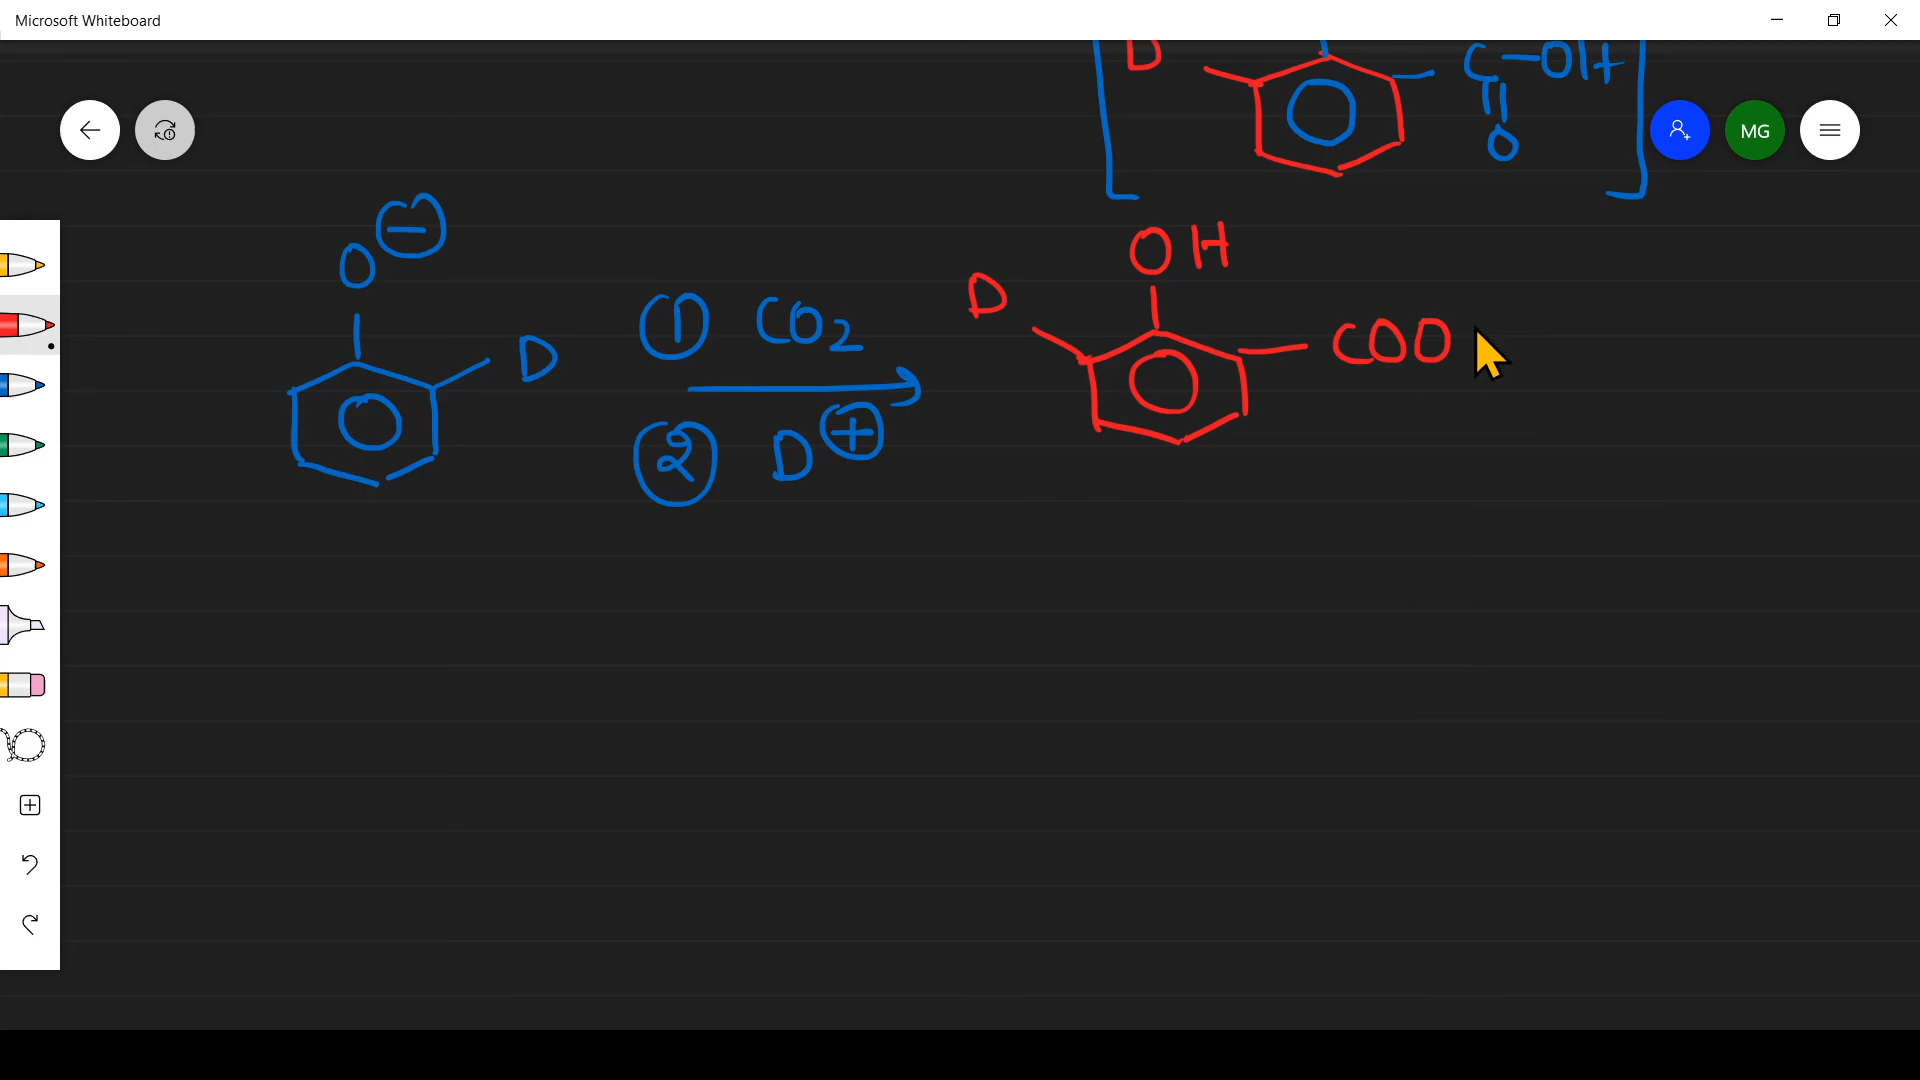 Microsoft Whiteboard
D
C-OH
O
MG
O⊖
D
① CO2
② D⊕
OH
D
COO